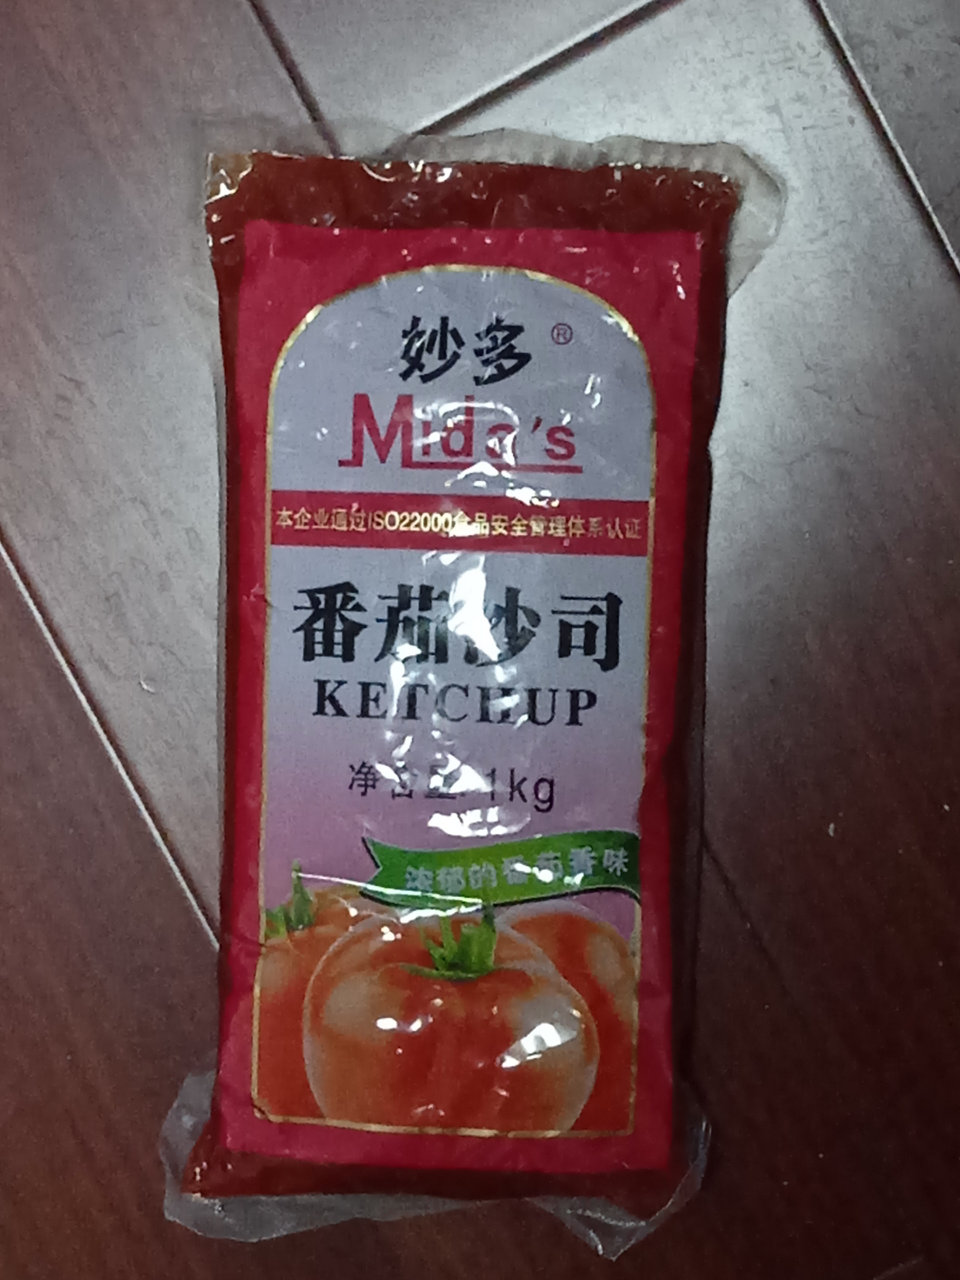 妙多®
Mida's
本企业通过ISO22000食品安全管理体系认证
番茄沙司
KETCHUP
净含量:1kg
浓郁的番茄香味